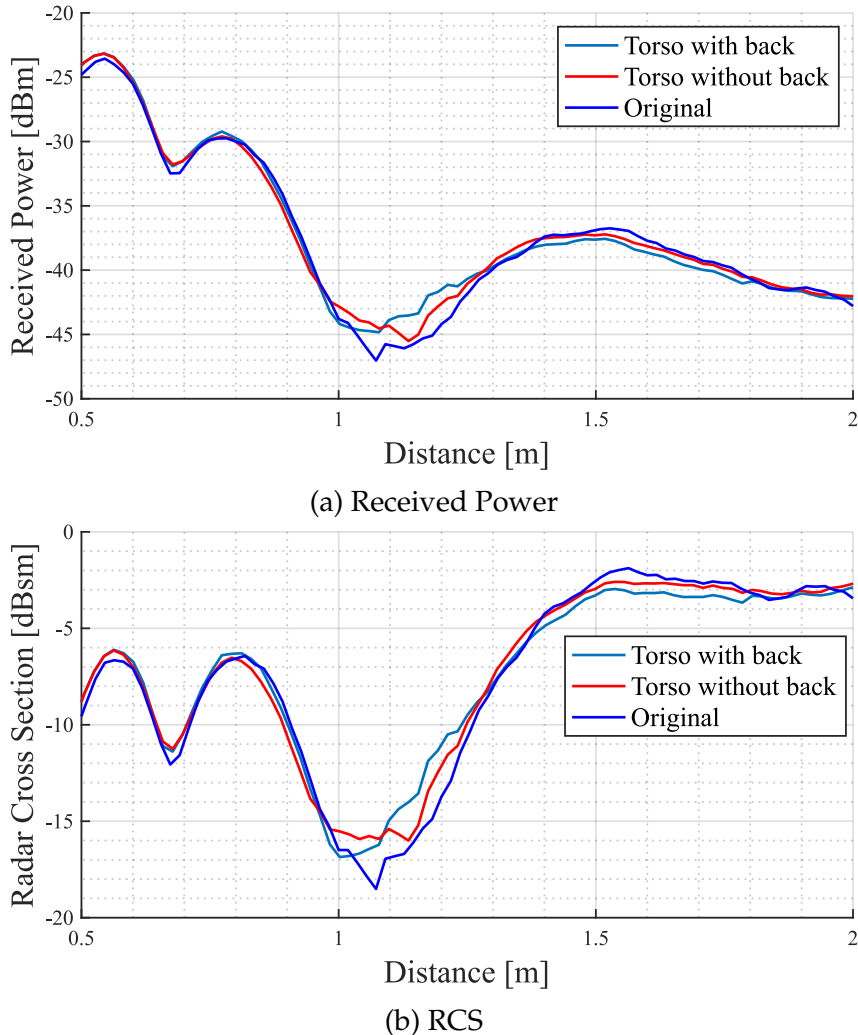 -20
-25
-30
-35
-40
-45
-50
Received Power [dBm]
Torso with back
Torso without back
Original
0.5
1
1.5
2
Distance [m]
(a) Received Power
0
-5
-10
-15
-20
Radar Cross Section [dBsm]
Torso with back
Torso without back
Original
0.5
1
1.5
2
Distance [m]
(b) RCS